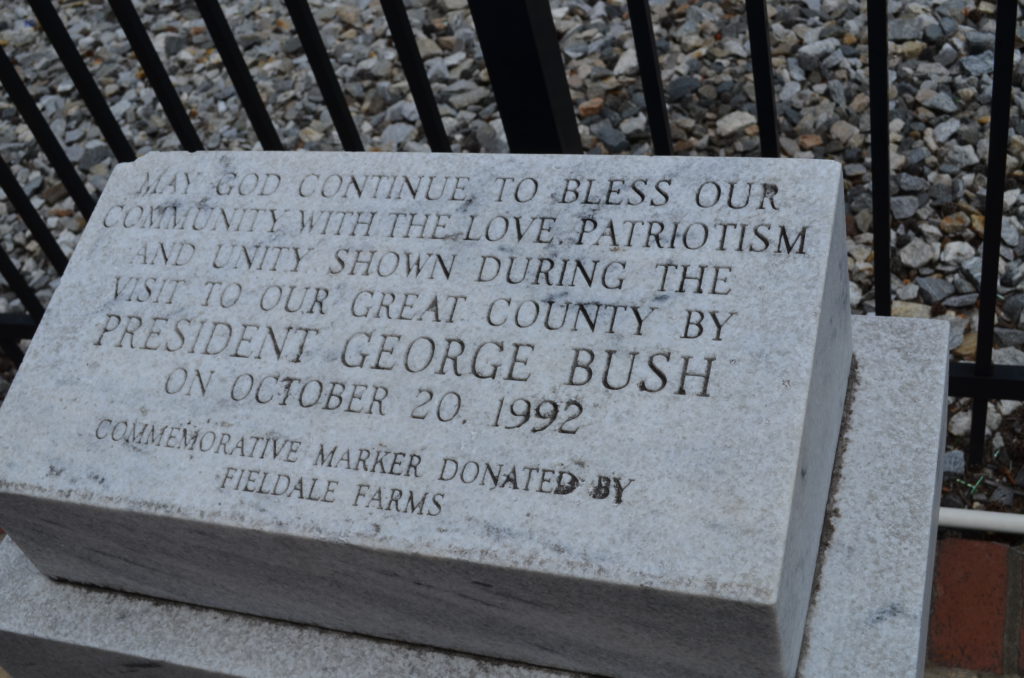 MAY GOD CONTINUE TO BLESS OUR
COMMUNITY WITH THE LOVE, PATRIOTISM
AND UNITY SHOWN DURING THE
VISIT TO OUR GREAT COUNTY BY
PRESIDENT GEORGE BUSH
ON OCTOBER 20, 1992
COMMEMORATIVE MARKER DONATED BY
FIELDALE FARMS